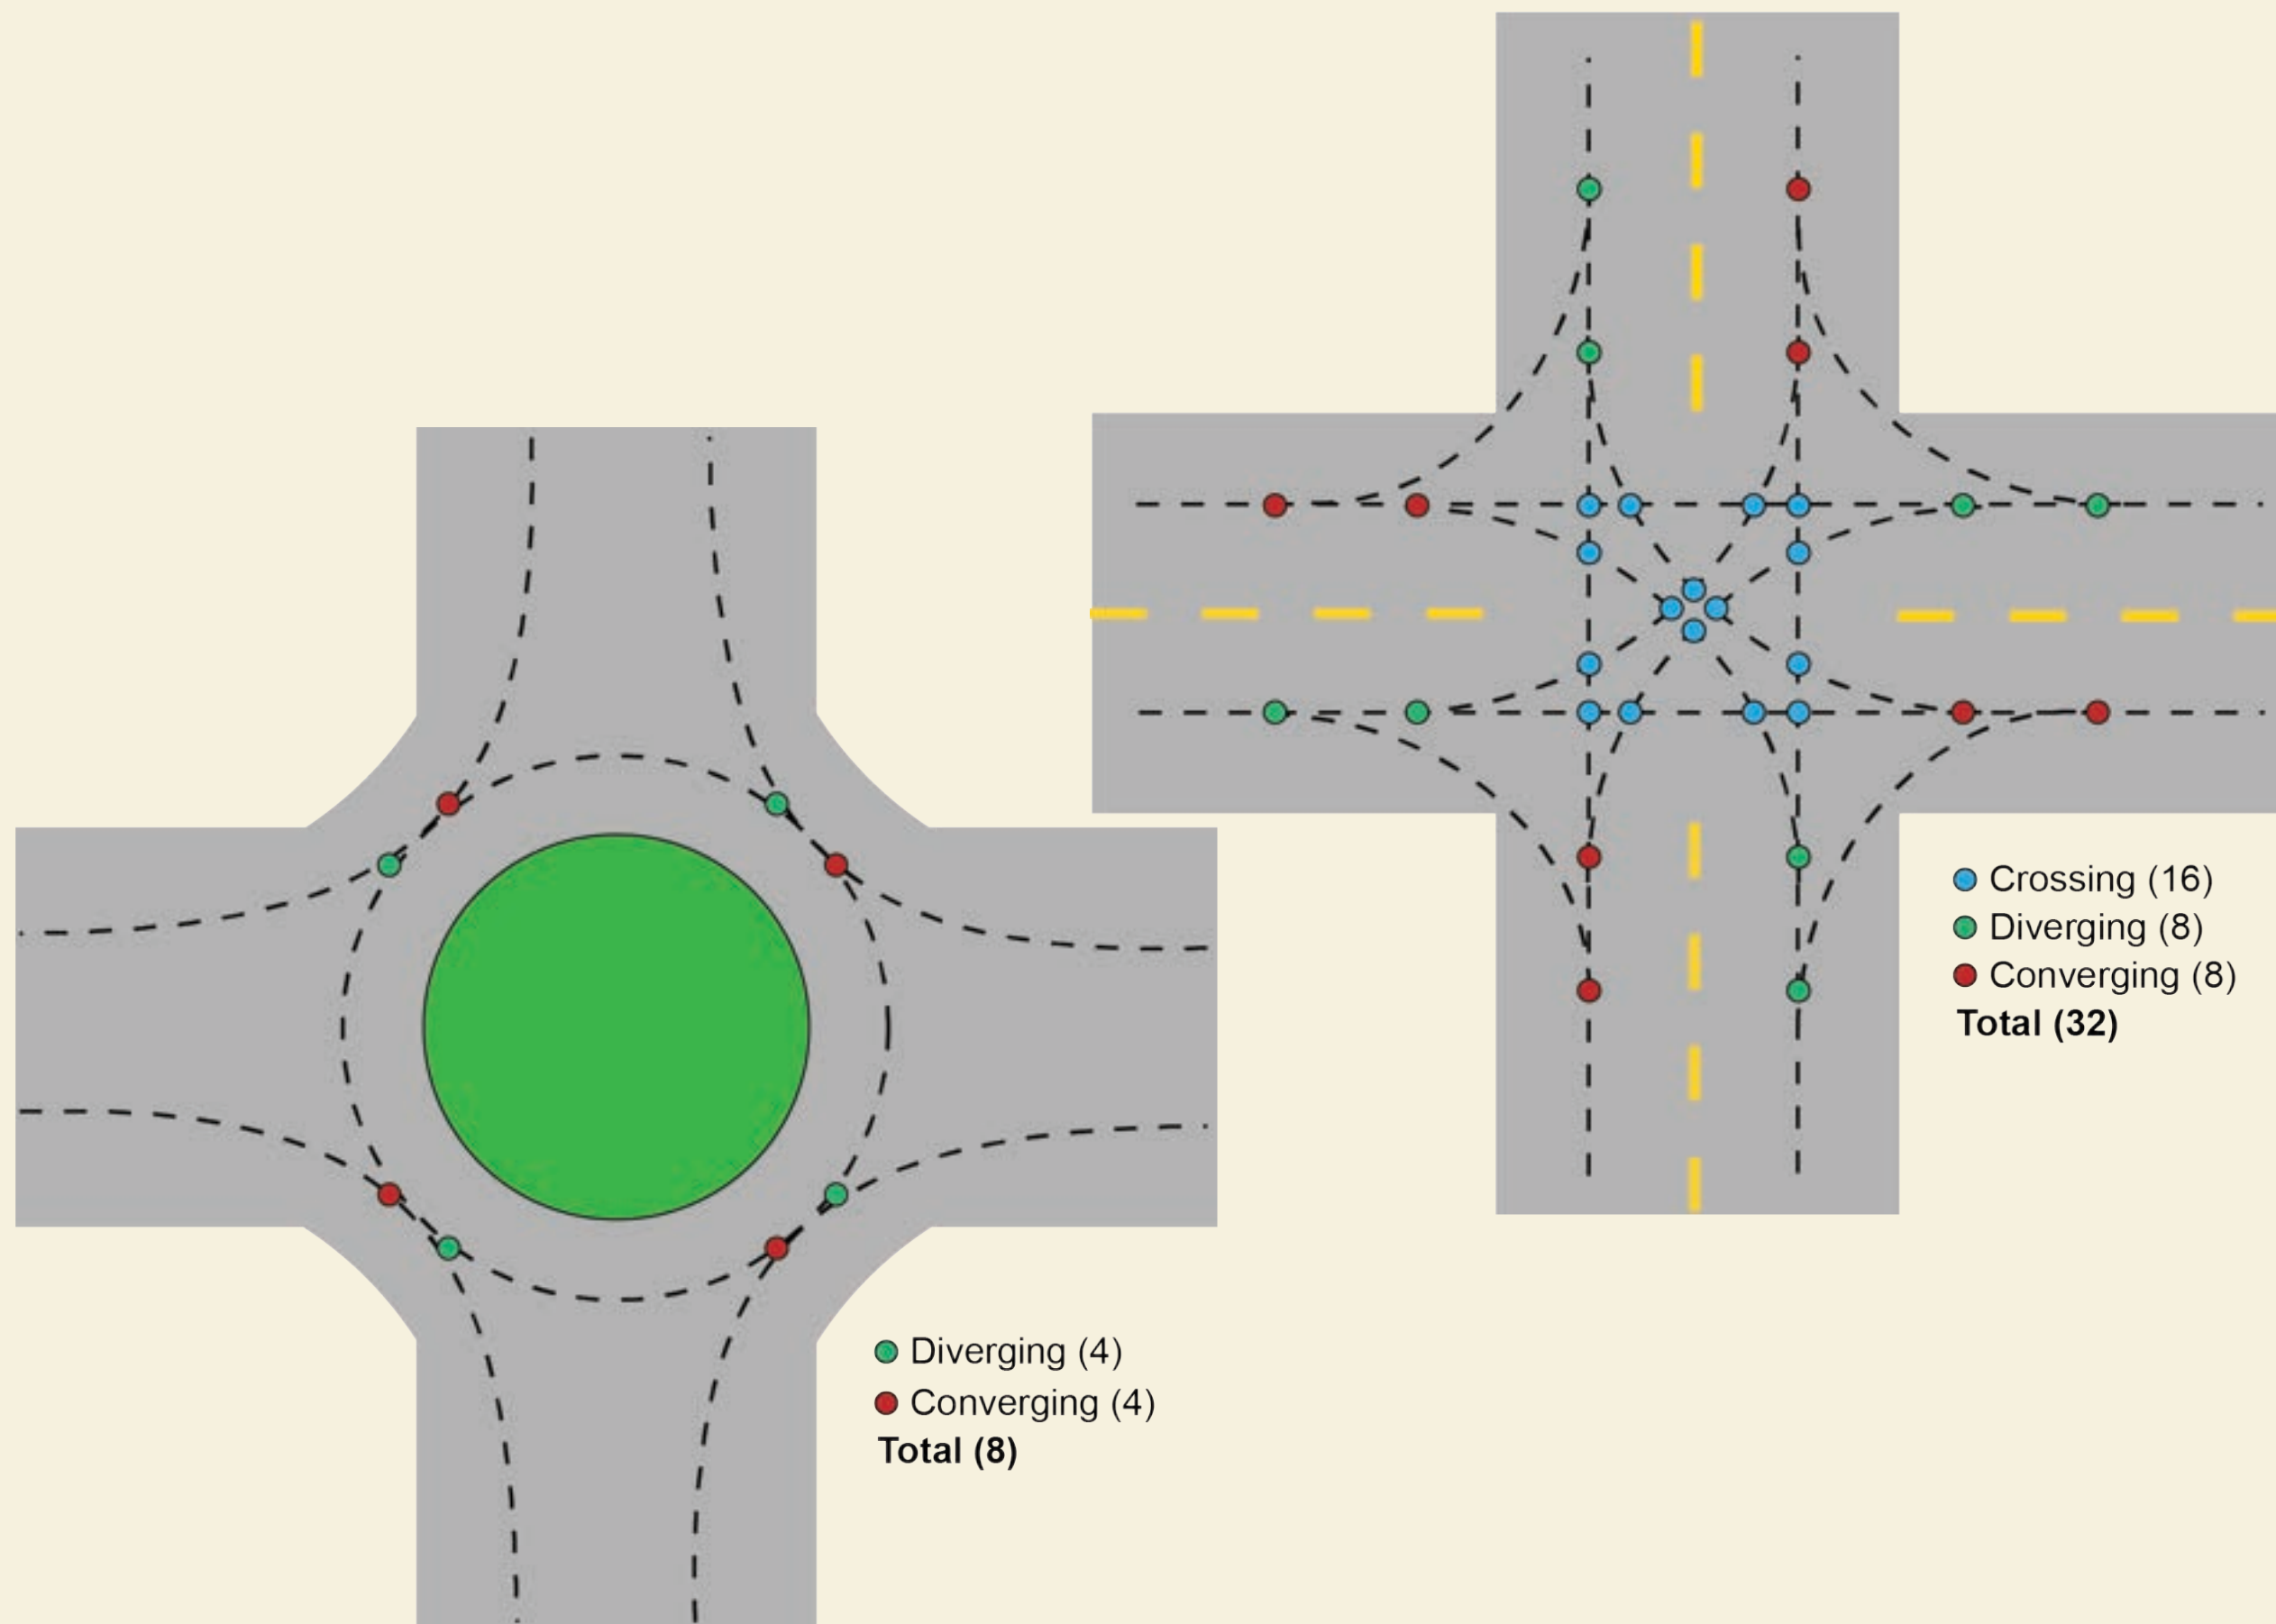 Crossing (16)
Diverging (8)
Converging (8)
Total (32)
Diverging (4)
Converging (4)
Total (8)